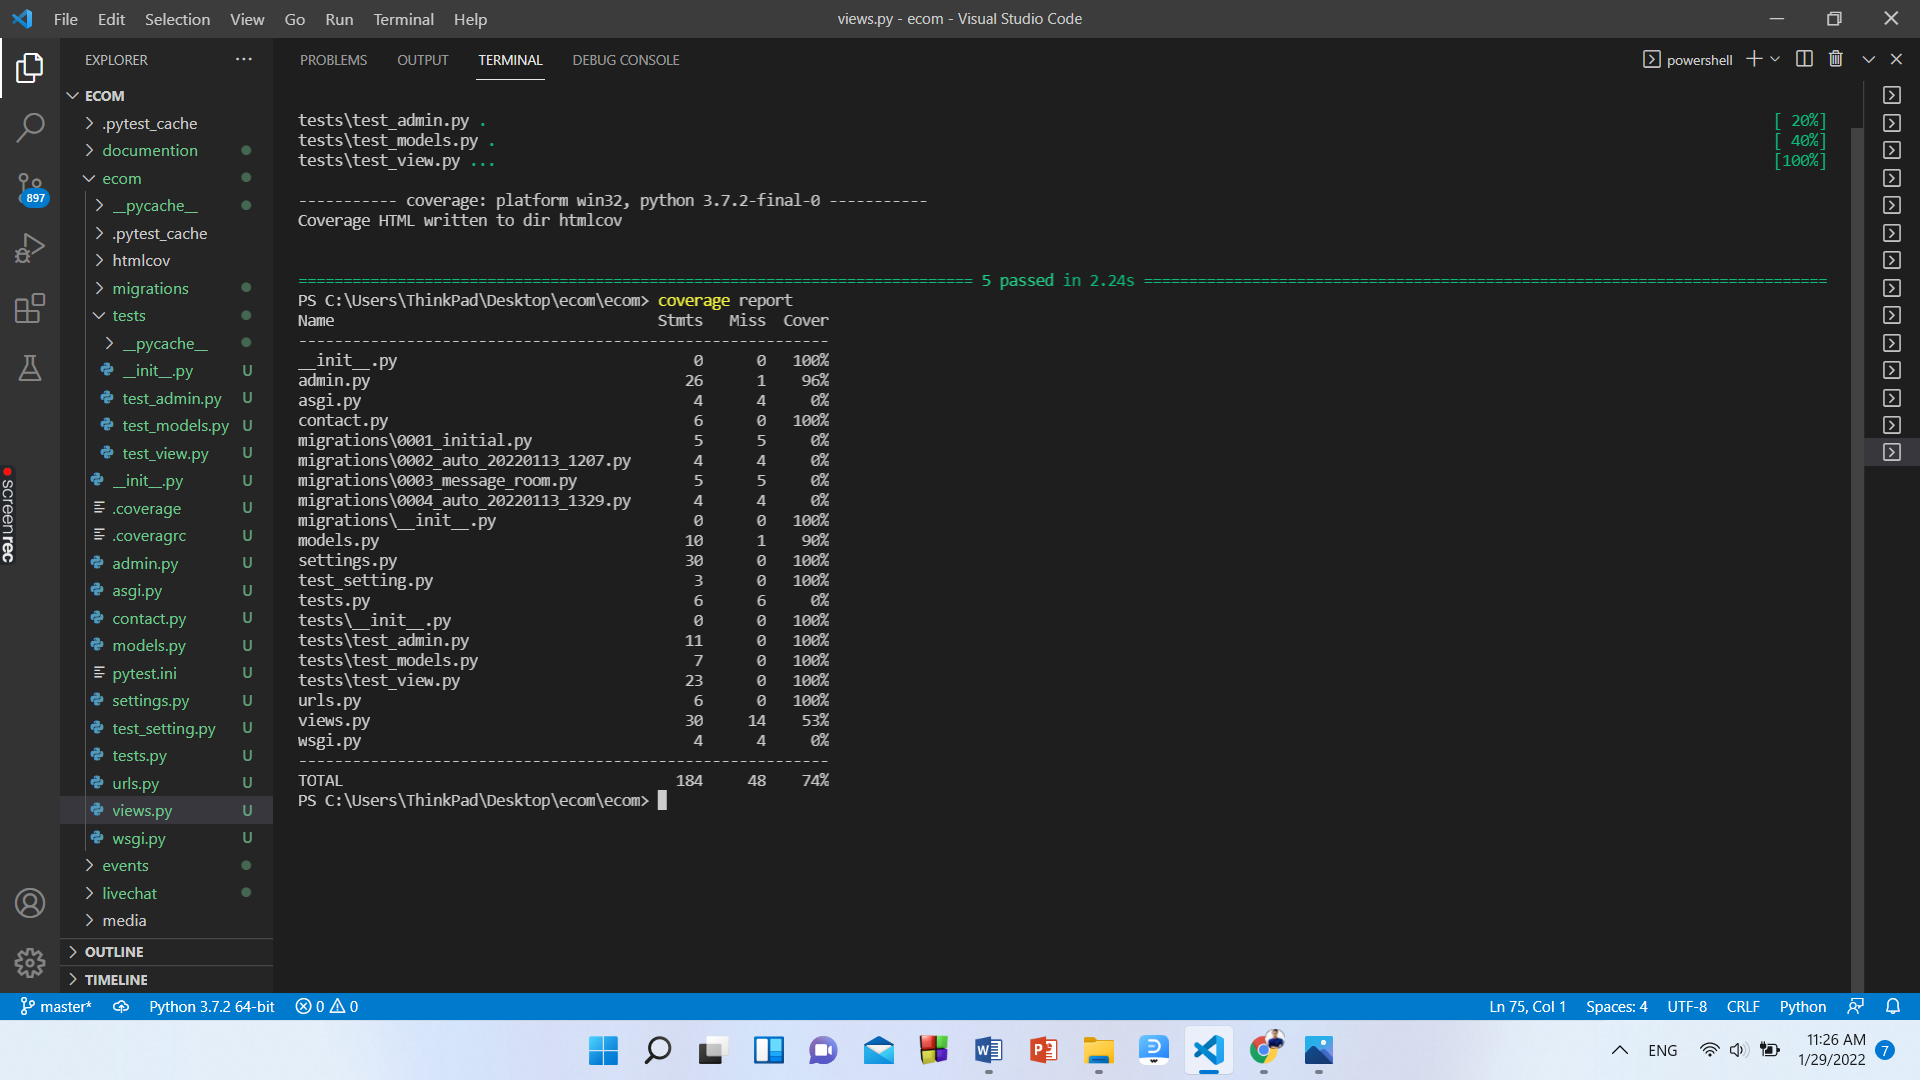 File Edit Selection View Go Run Terminal Help
views.py - ecom - Visual Studio Code
EXPLORER
ECOM
.pytest_cache
documention
ecom
__pycache__
.pytest_cache
htmlcov
migrations
tests
__pycache__
__init__.py U
test_admin.py U
test_models.py U
test_view.py U
__init__.py U
.coverage U
.coveragrc U
admin.py U
asgi.py U
contact.py U
models.py U
pytest.ini U
settings.py U
test_setting.py U
tests.py U
urls.py U
views.py U
wsgi.py U
events
livechat
media
OUTLINE
TIMELINE
897
screenrec
PROBLEMS OUTPUT TERMINAL DEBUG CONSOLE
powershell
tests\test_admin.py . [ 20%]
tests\test_models.py . [ 40%]
tests\test_view.py ... [100%]
----------- coverage: platform win32, python 3.7.2-final-0 -----------
Coverage HTML written to dir htmlcov
=========================================================================== 5 passed in 2.24s ============================================================================
PS C:\Users\ThinkPad\Desktop\ecom\ecom> coverage report
Name Stmts Miss Cover
-----------------------------------------------------------
__init__.py 0 0 100%
admin.py 26 1 96%
asgi.py 4 4 0%
contact.py 6 0 100%
migrations\0001_initial.py 5 5 0%
migrations\0002_auto_20220113_1207.py 4 4 0%
migrations\0003_message_room.py 5 5 0%
migrations\0004_auto_20220113_1329.py 4 4 0%
migrations\__init__.py 0 0 100%
models.py 10 1 90%
settings.py 30 0 100%
test_setting.py 3 0 100%
tests.py 6 6 0%
tests\__init__.py 0 0 100%
tests\test_admin.py 11 0 100%
tests\test_models.py 7 0 100%
tests\test_view.py 23 0 100%
urls.py 6 0 100%
views.py 30 14 53%
wsgi.py 4 4 0%
-----------------------------------------------------------
TOTAL 184 48 74%
PS C:\Users\ThinkPad\Desktop\ecom\ecom>
master* Python 3.7.2 64-bit 0 0
Ln 75, Col 1 Spaces: 4 UTF-8 CRLF Python
ENG
11:26 AM
1/29/2022
7